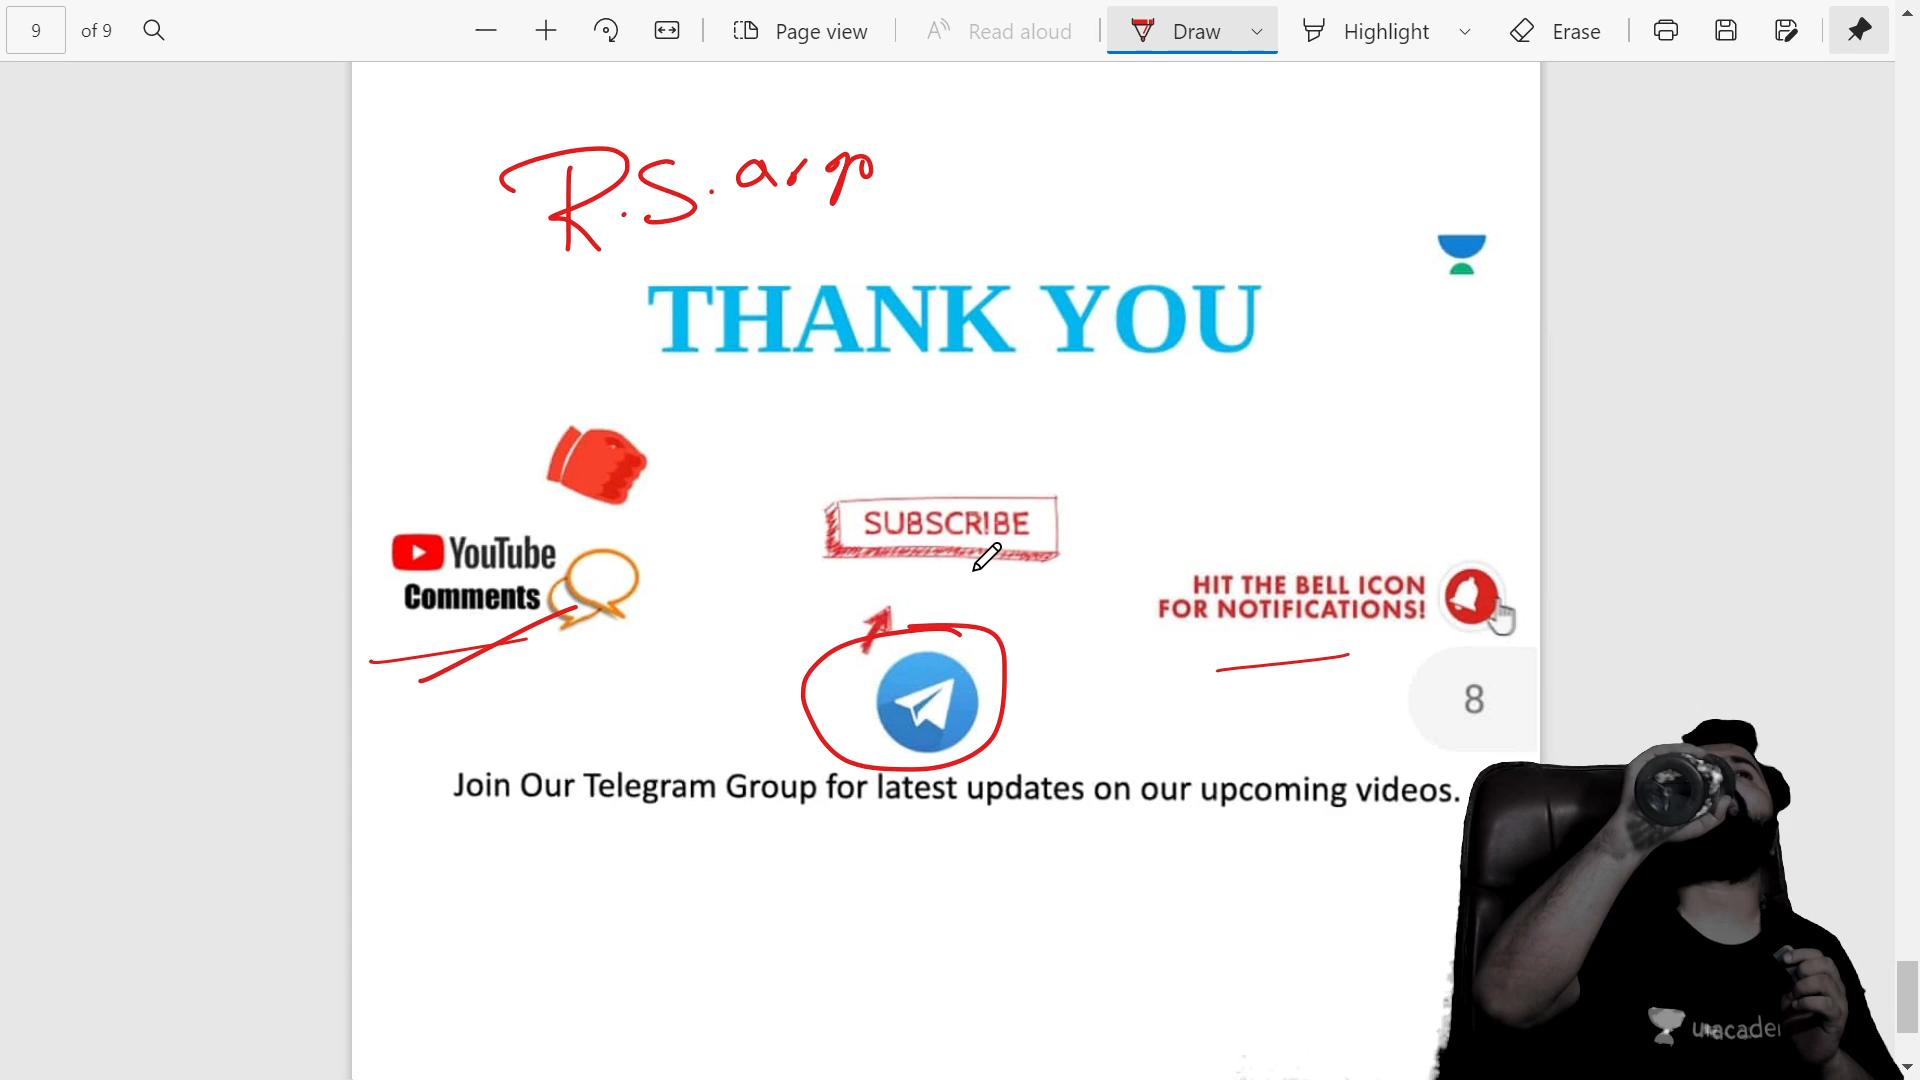 9 of 9 Page view Read aloud Draw Highlight Erase
R.S.
THANK YOU
SUBSCRIBE
YouTube
Comments
HIT THE BELL ICON
FOR NOTIFICATIONS!
8
Join Our Telegram Group for latest updates on our upcoming videos.